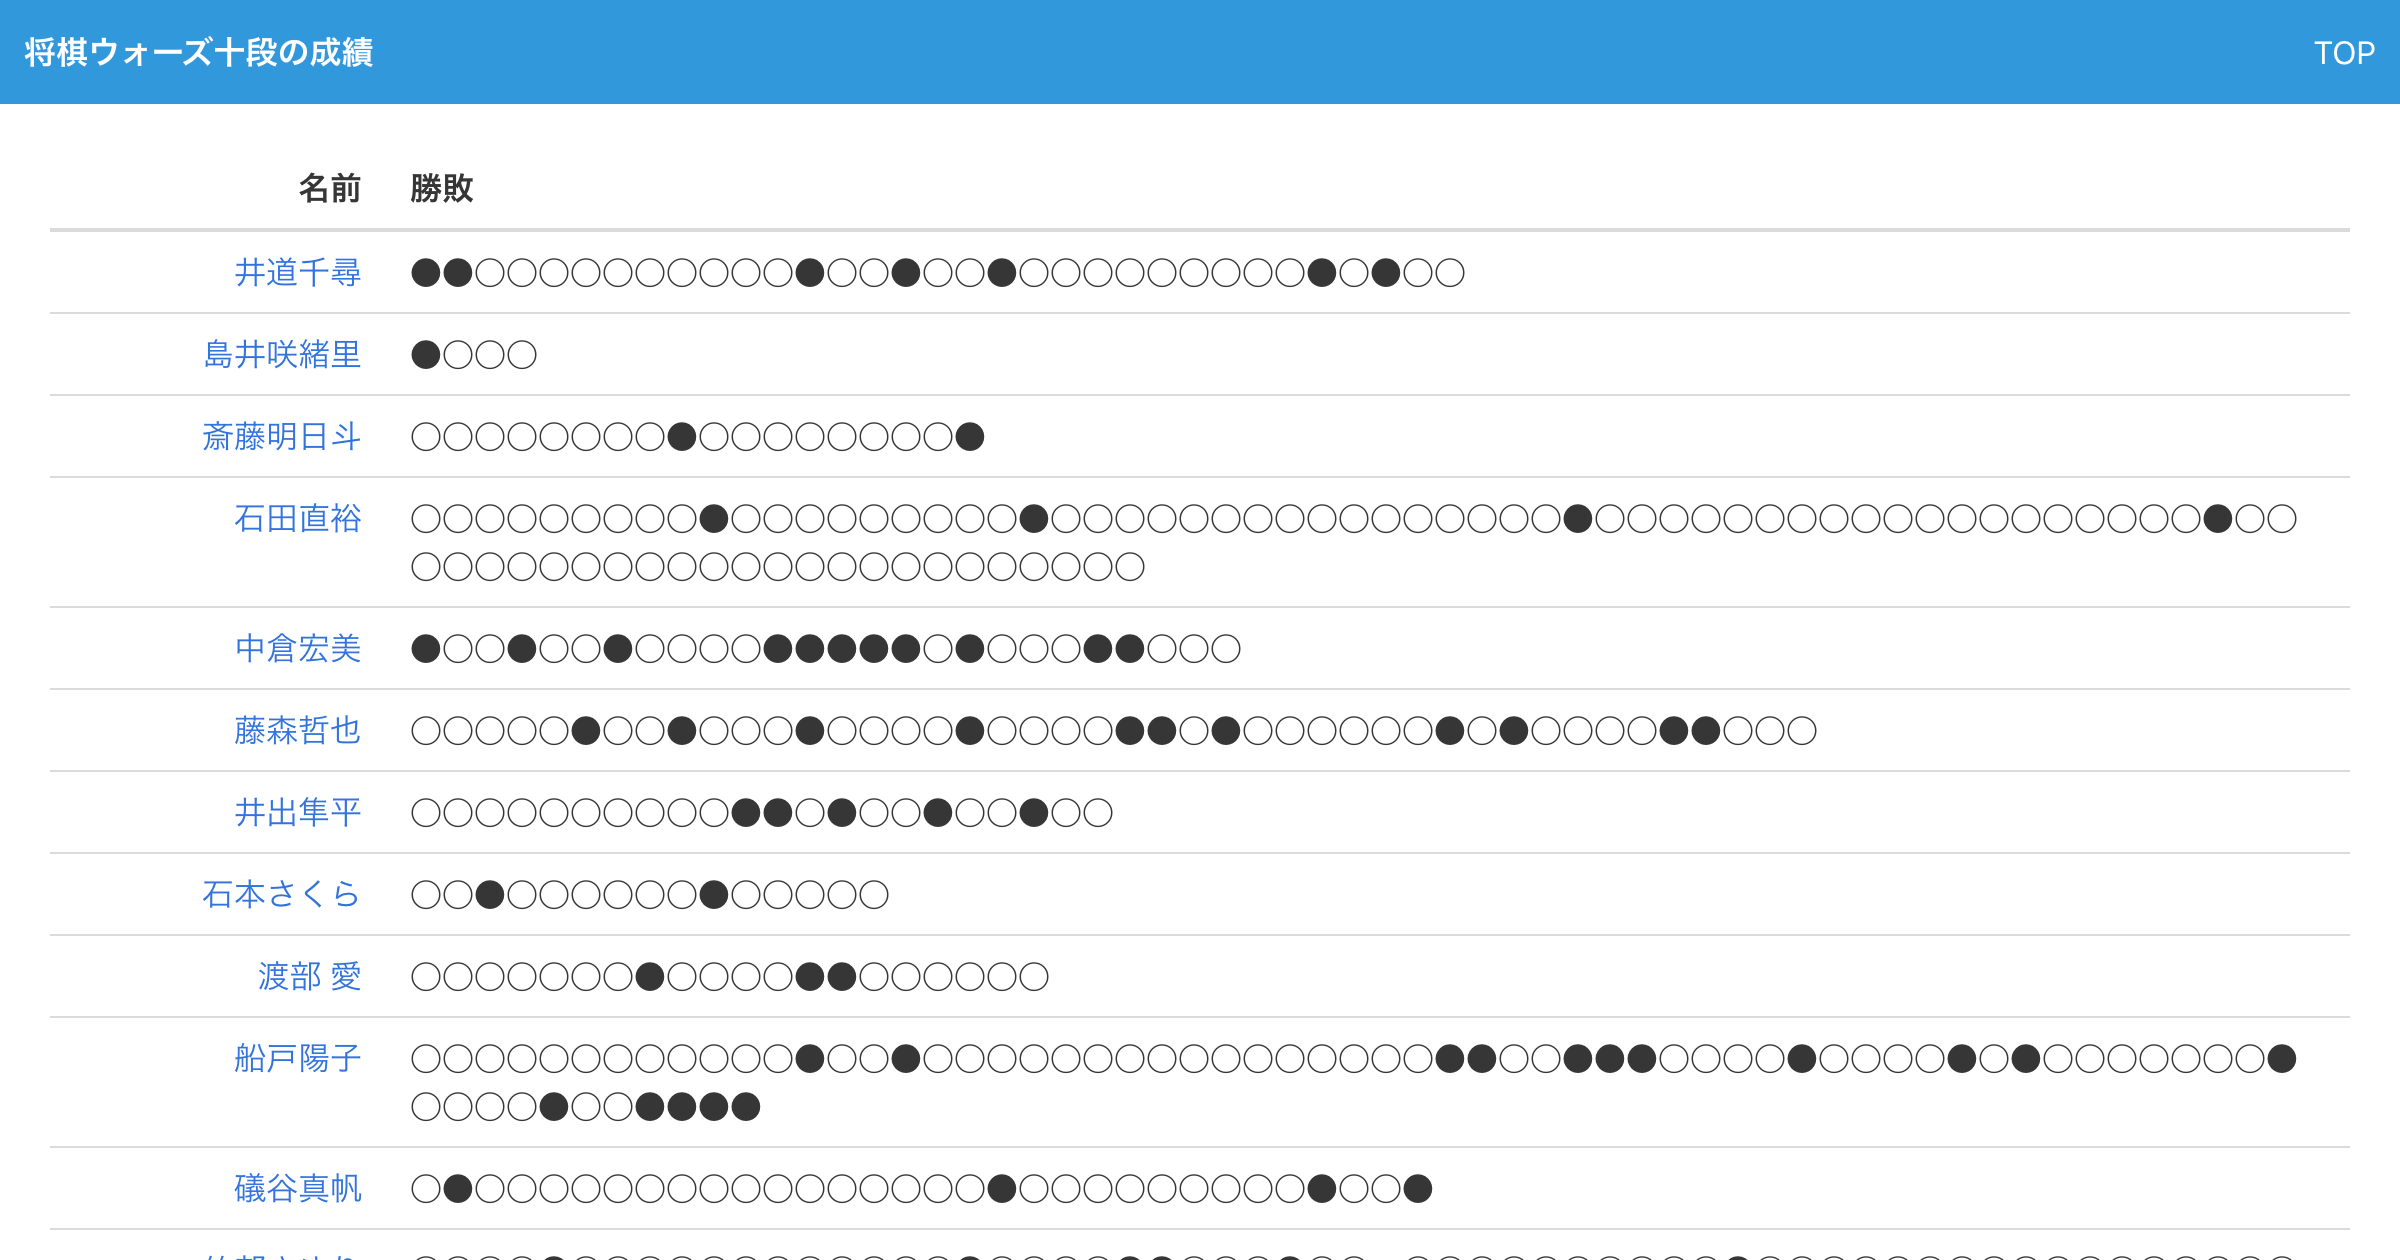 将棋ウォーズ十段の成績
TOP
名前 勝敗
井道千尋 ●●○○○○○○○○○○●○○●○○●○○○○○○○○○●○●○○
島井咲緒里 ●○○○
斎藤明日斗 ○○○○○○○○●○○○○○○○○●
石田直裕 ○○○○○○○○○●○○○○○○○○○●○○○○○○○○○○○○○○○○●○○○○○○○○○○○○○○○○○○○●○○
○○○○○○○○○○○○○○○○○○○○○○○
中倉宏美 ●○○●○○●○○○○●●●●●○●○○○●●○○○
藤森哲也 ○○○○○●○○●○○○●○○○○●○○○○●●○●○○○○○○●○●○○○○●●○○○
井出隼平 ○○○○○○○○○○●●○●○○●○○●○○
石本さくら ○○●○○○○○○●○○○○○
渡部 愛 ○○○○○○○●○○○○●●○○○○○○
船戸陽子 ○○○○○○○○○○○○●○○●○○○○○○○○○○○○○○○○●●○○●●●○○○○●○○○○●○●○○○○○○○●
○○○○●○○●●●●
礒谷真帆 ○●○○○○○○○○○○○○○○○○●○○○○○○○○○●○○●